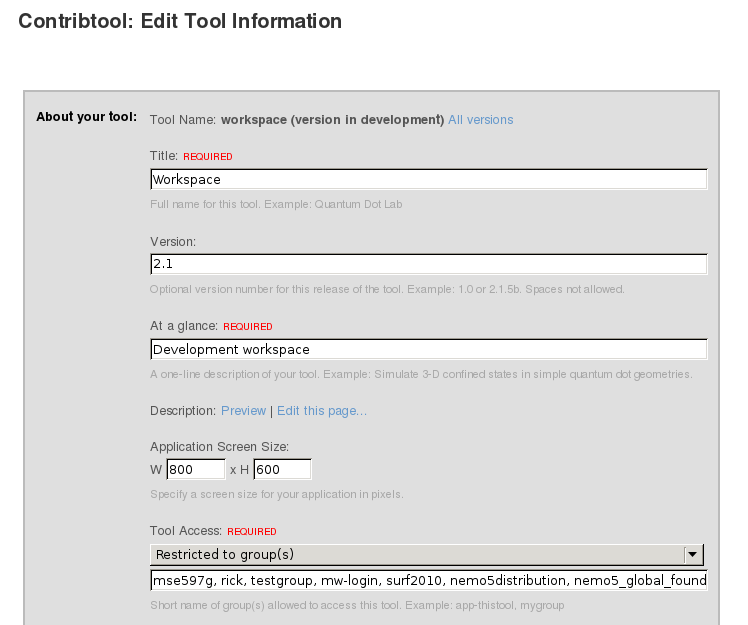 Contribtool: Edit Tool Information
About your tool: Tool Name: workspace (version in development) All versions
Title: REQUIRED
Workspace
Full name for this tool. Example: Quantum Dot Lab
Version:
2.1
Optional version number for this release of the tool. Example: 1.0 or 2.1.5b. Spaces not allowed.
At a glance: REQUIRED
Development workspace
A one-line description of your tool. Example: Simulate 3-D confined states in simple quantum dot geometries.
Description: Preview | Edit this page...
Application Screen Size:
W 800 x H 600
Specify a screen size for your application in pixels.
Tool Access: REQUIRED
Restricted to group(s)
mse597g, rick, testgroup, mw-login, surf2010, nemo5distribution, nemo5_global_found
Short name of group(s) allowed to access this tool. Example: app-thistool, mygroup